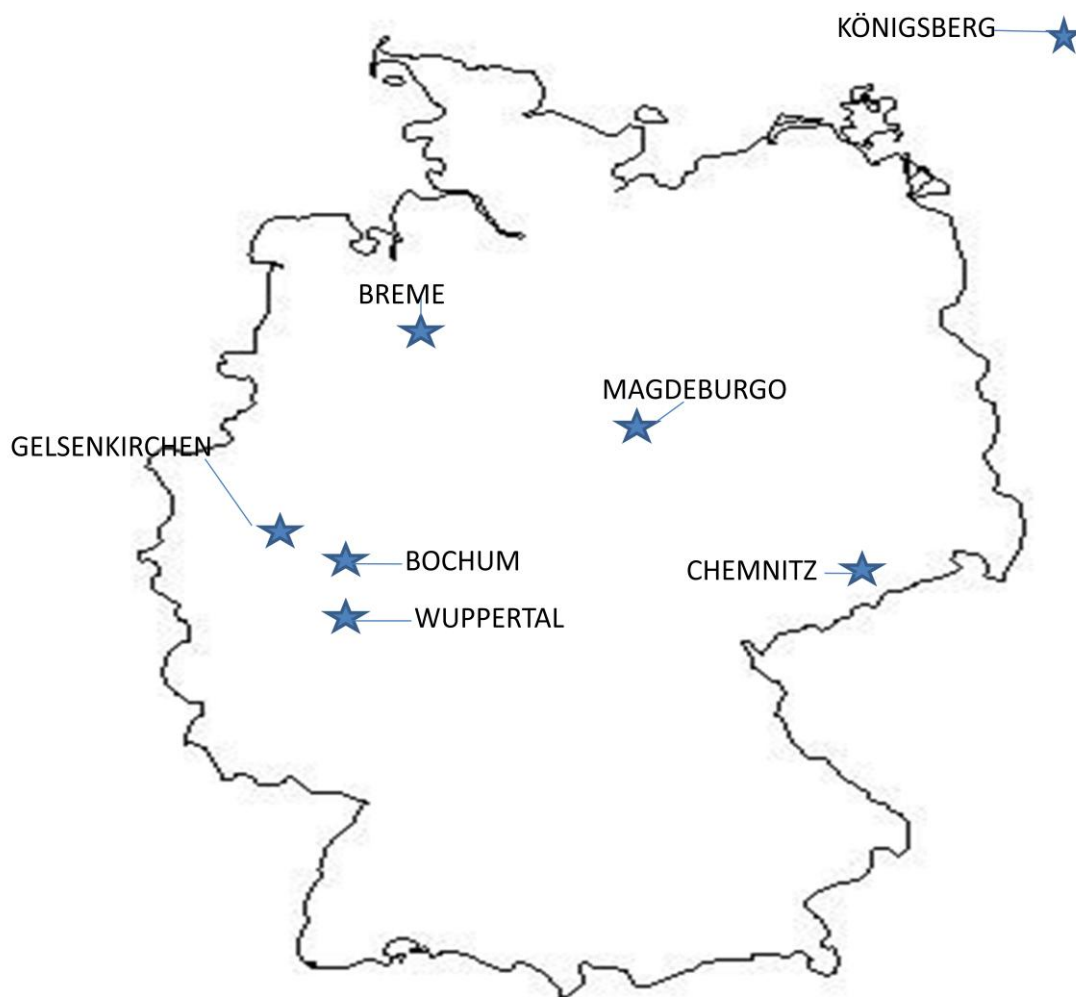 KÖNIGSBERG
BREME
MAGDEBURGO
GELSENKIRCHEN
BOCHUM
CHEMNITZ
WUPPERTAL